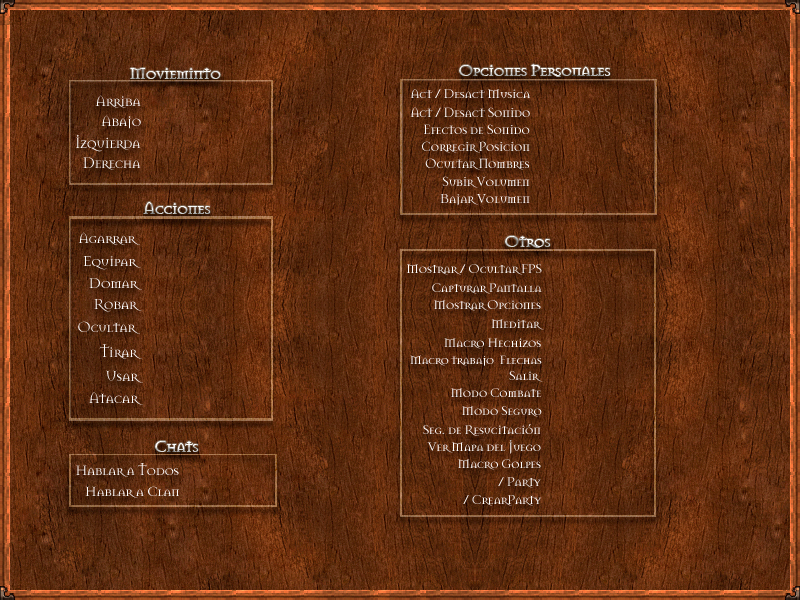 Movieminto
Arriba
Abajo
Izquierda
Derecha
Acciones
Agarrar
Equipar
Domar
Robar
Ocultar
Tirar
Usar
Atacar
Chats
Hablar a Todos
Hablar a Clan
Opciones Personales
Act / Desact Musica
Act / Desact Sonido
Efectos de Sonido
Corregir Posicion
Ocultar Nombres
Subir Volumen
Bajar Volumen
Otros
Mostrar / Ocultar FPS
Capturar Pantalla
Mostrar Opciones
Meditar
Macro Hechizos
Macro trabajo Flechas
Salir
Modo Combate
Modo Seguro
Seg. de Resucitación
Ver Mapa del Juego
Macro Golpes
/ Party
/ CrearParty